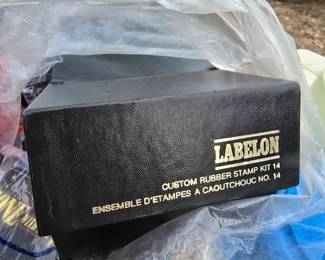 LABELON
CUSTOM RUBBER STAMP KIT 14
ENSEMBLE D'ETAMPES A CAOUTCHOUC NO. 14